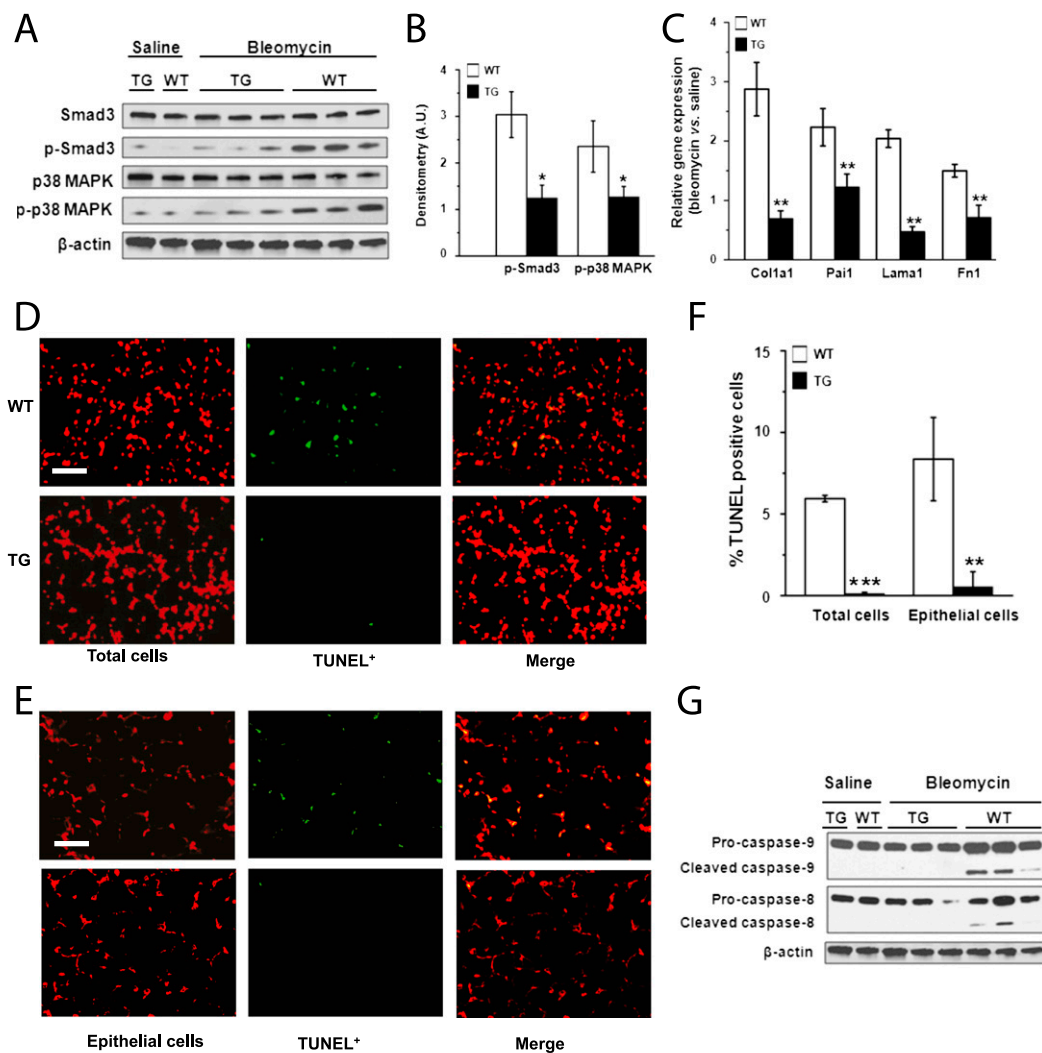 A
Saline Bleomycin
TG WT TG WT
Smad3
p-Smad3
p38 MAPK
p-p38 MAPK
β-actin
B
WT
TG
Densitometry (A.U.)
4
3
2
1
0
* *
p-Smad3 p-p38 MAPK
C
WT
TG
Relative gene expression
(bleomycin vs. saline)
4
3
2
1
0
** ** ** **
Col1a1 Pai1 Lama1 Fn1
D
WT
TG
Total cells TUNEL+ Merge
F
WT
TG
% TUNEL positive cells
15
10
5
0
*** **
Total cells Epithelial cells
E
Epithelial cells TUNEL+ Merge
G
Saline Bleomycin
TG WT TG WT
Pro-caspase-9
Cleaved caspase-9
Pro-caspase-8
Cleaved caspase-8
β-actin